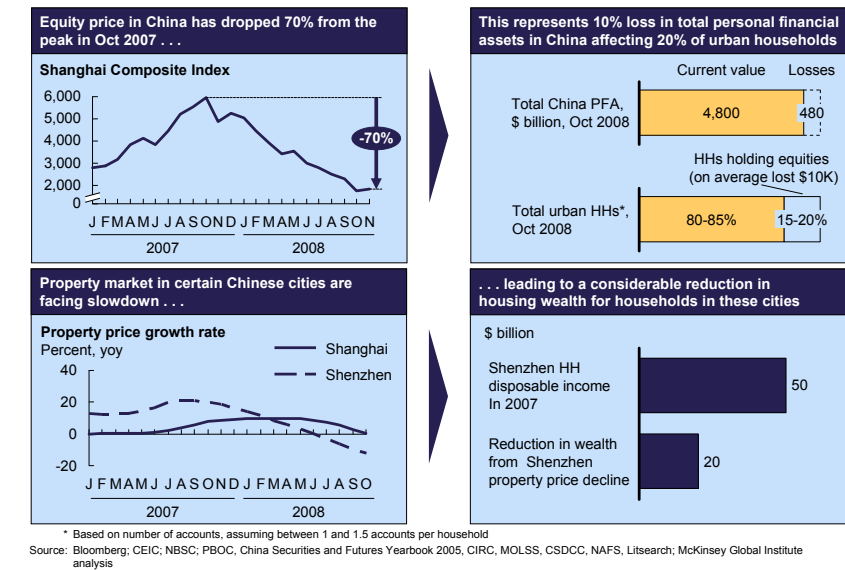 Equity price in China has dropped 70% from the
peak in Oct 2007 . . .
Shanghai Composite Index
6,000
5,000
4,000
3,000
2,000
0
-70%
J F M A M J J A S O N D J F M A M J J A S O N
2007 2008
This represents 10% loss in total personal financial
assets in China affecting 20% of urban households
Current value Losses
Total China PFA,
$ billion, Oct 2008
4,800 480
HHs holding equities
(on average lost $10K)
Total urban HHs*,
Oct 2008
80-85% 15-20%
Property market in certain Chinese cities are
facing slowdown . . .
Property price growth rate
Percent, yoy
Shanghai
Shenzhen
40
20
0
-20
J F M A M J J A S O N D J F M A M J J A S O
2007 2008
. . . leading to a considerable reduction in
housing wealth for households in these cities
$ billion
Shenzhen HH
disposable income
In 2007
50
Reduction in wealth
from Shenzhen
property price decline
20
* Based on number of accounts, assuming between 1 and 1.5 accounts per household
Source: Bloomberg; CEIC; NBSC; PBOC, China Securities and Futures Yearbook 2005, CIRC, MOLSS, CSDCC, NAFS, Litsearch; McKinsey Global Institute
analysis